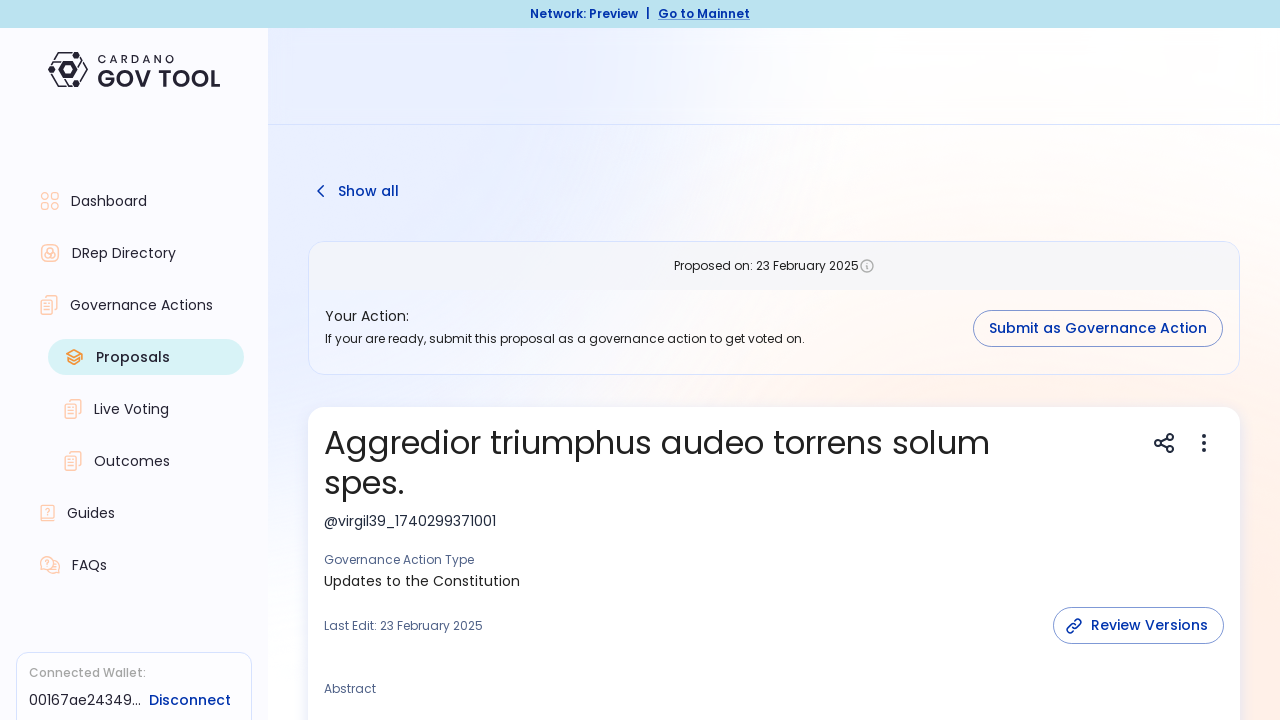 Network: Preview | Go to Mainnet
CARDANO
GOV TOOL
Dashboard
DRep Directory
Governance Actions
Proposals
Live Voting
Outcomes
Guides
FAQs
Connected Wallet:
00167ae24349... Disconnect
Show all
Proposed on: 23 February 2025
Your Action:
If your are ready, submit this proposal as a governance action to get voted on.
Submit as Governance Action
Aggredior triumphus audeo torrens solum
spes.
@virgil39_1740299371001
Governance Action Type
Updates to the Constitution
Last Edit: 23 February 2025
Review Versions
Abstract